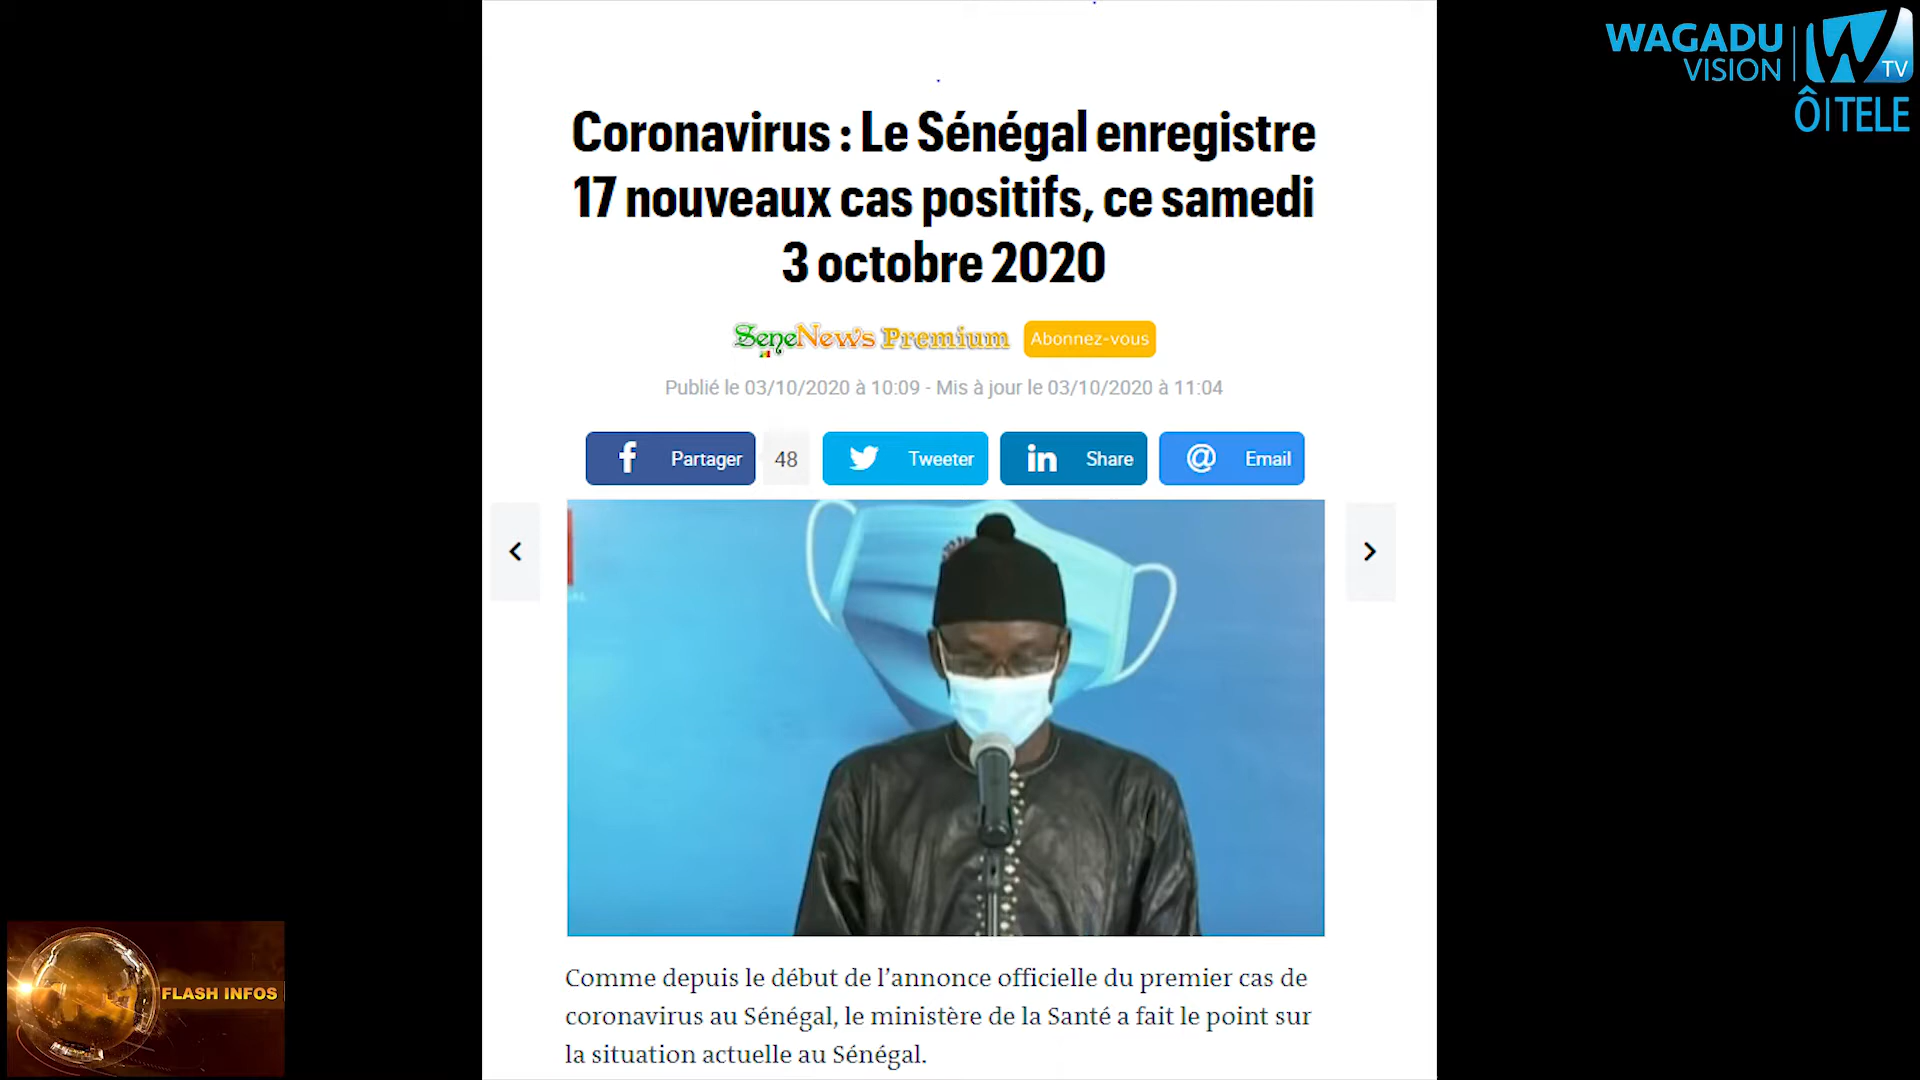 WAGADU
VISION
TV
Ô|TELE
Coronavirus : Le Sénégal enregistre
17 nouveaux cas positifs, ce samedi
3 octobre 2020
SeneNews Premium
Abonnez-vous
Publié le 03/10/2020 à 10:09 - Mis à jour le 03/10/2020 à 11:04
Partager
48
Tweeter
Share
Email
Comme depuis le début de l’annonce officielle du premier cas de
coronavirus au Sénégal, le ministère de la Santé a fait le point sur
la situation actuelle au Sénégal.
FLASH INFOS